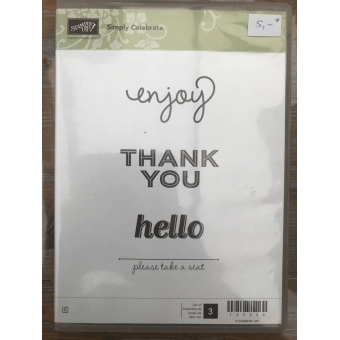 STAMPIN' UP!
Simply Celebrate
5,-
enjoy
THANK
YOU
hello
please take a seat
3